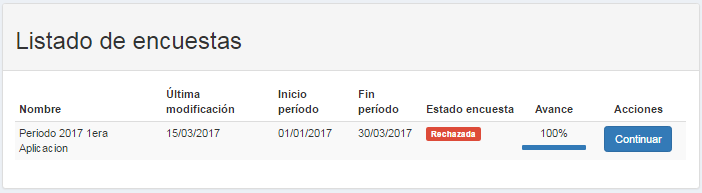 Listado de encuestas
Nombre Última modificación Inicio período Fin período Estado encuesta Avance Acciones
Periodo 2017 1era Aplicacion 15/03/2017 01/01/2017 30/03/2017 Rechazada 100% Continuar